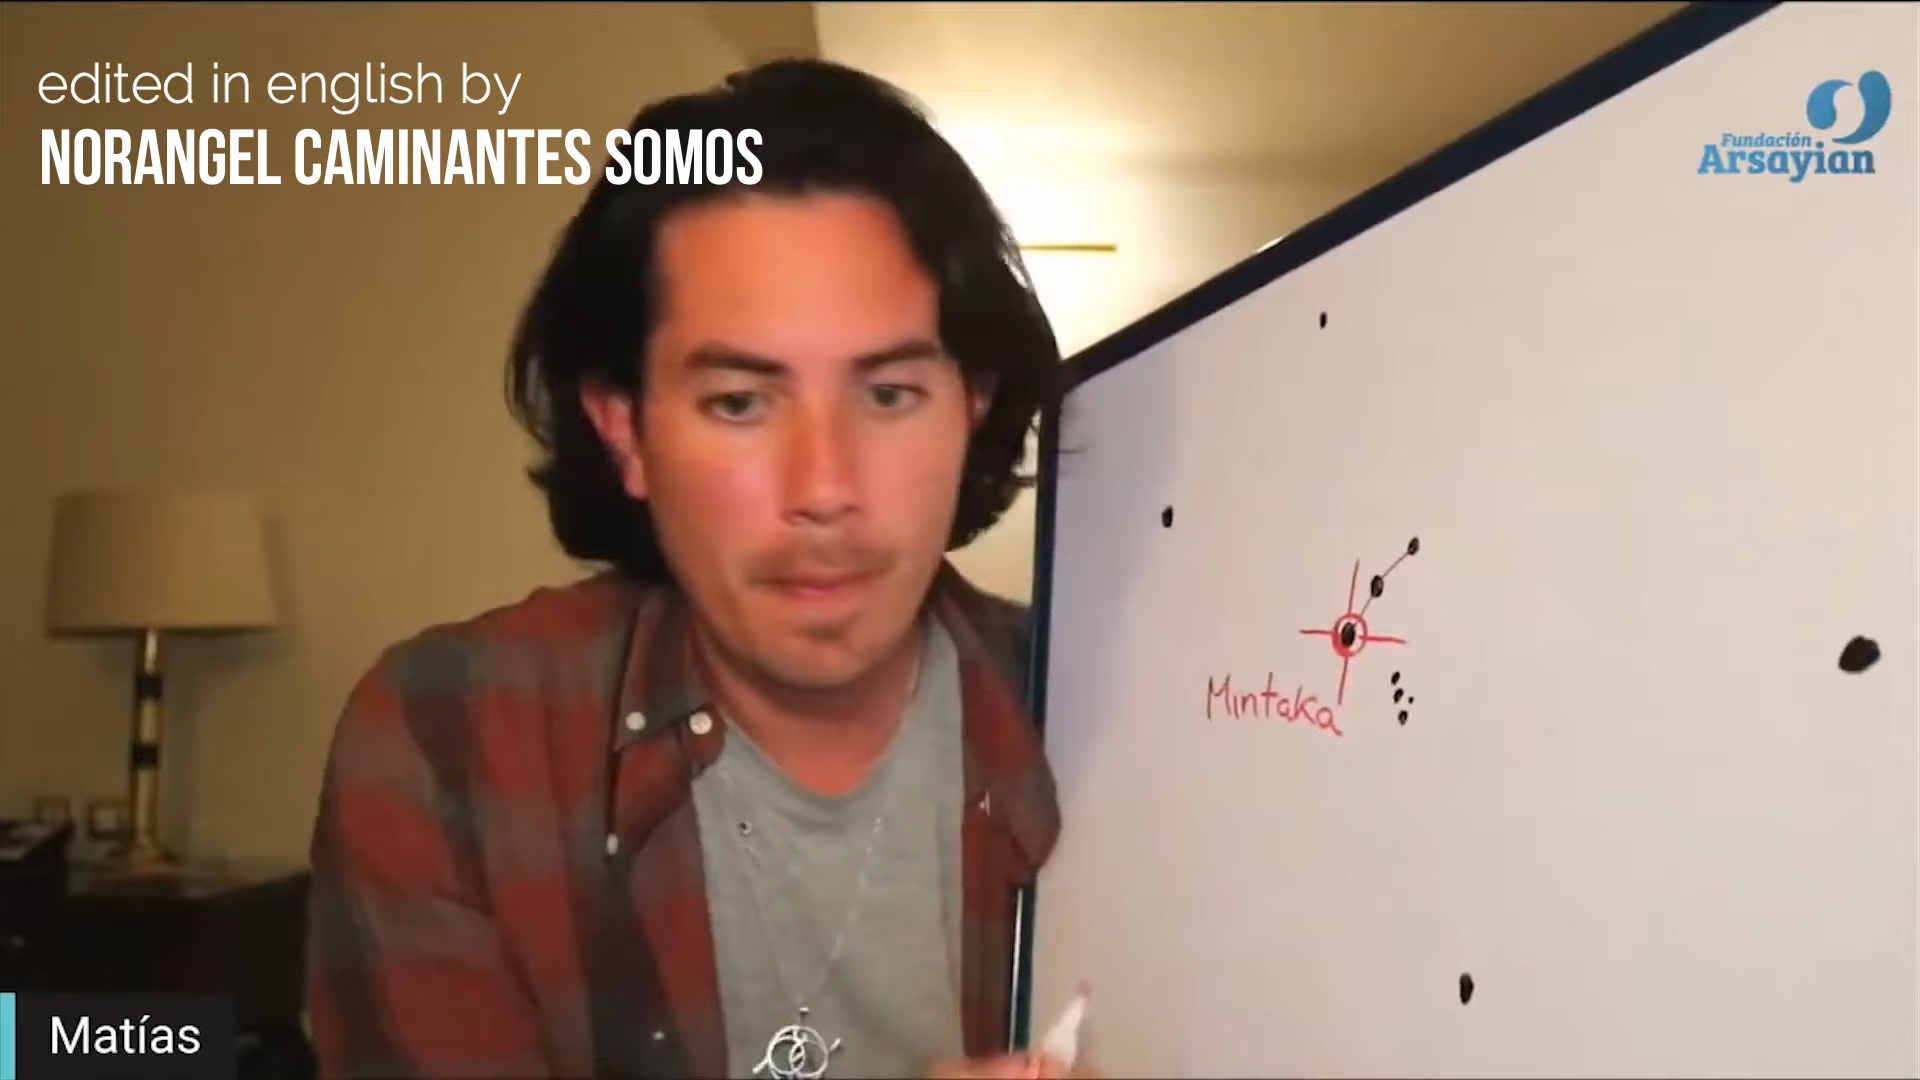 edited in english by
NORANGEL CAMINANTES SOMOS
Fundación
Arsayian
Mintaka
Matías